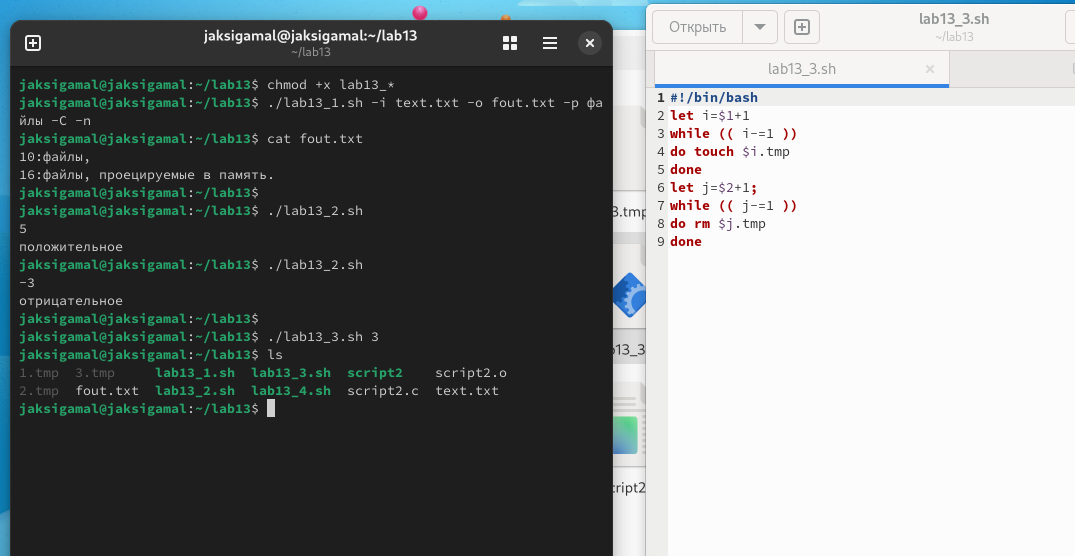 jaksigamal@jaksigamal:~/lab13
~/lab13
jaksigamal@jaksigamal:~/lab13$ chmod +x lab13_*
jaksigamal@jaksigamal:~/lab13$ ./lab13_1.sh -i text.txt -o fout.txt -p фа
йлы -C -n
jaksigamal@jaksigamal:~/lab13$ cat fout.txt
10:файлы,
16:файлы, проецируемые в память.
jaksigamal@jaksigamal:~/lab13$
jaksigamal@jaksigamal:~/lab13$ ./lab13_2.sh
5
положительное
jaksigamal@jaksigamal:~/lab13$ ./lab13_2.sh
-3
отрицательное
jaksigamal@jaksigamal:~/lab13$
jaksigamal@jaksigamal:~/lab13$ ./lab13_3.sh 3
jaksigamal@jaksigamal:~/lab13$ ls
1.tmp 3.tmp lab13_1.sh lab13_3.sh script2 script2.o
2.tmp fout.txt lab13_2.sh lab13_4.sh script2.c text.txt
jaksigamal@jaksigamal:~/lab13$
3.tmp
b13_3
cript2
Открыть
lab13_3.sh
~/lab13
lab13_3.sh
1 #!/bin/bash
2 let i=$1+1
3 while (( i-=1 ))
4 do touch $i.tmp
5 done
6 let j=$2+1;
7 while (( j-=1 ))
8 do rm $j.tmp
9 done